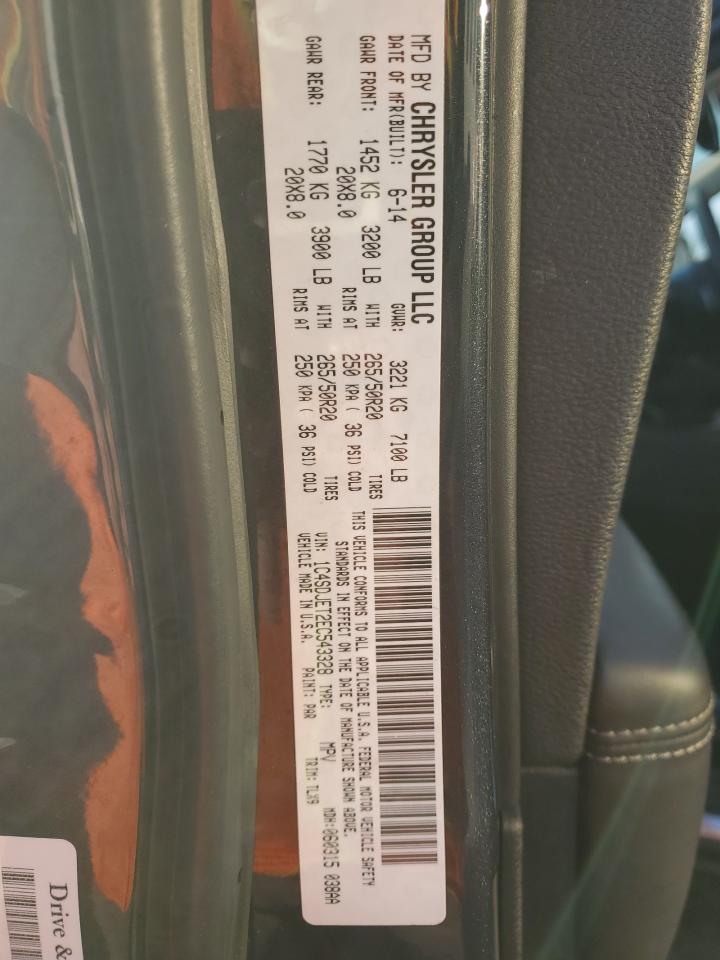 MFD BY CHRYSLER GROUP LLC
DATE OF MFR(BUILT): 6-14 GVWR: 3221 KG 7100 LB
GAWR FRONT: 1452 KG 3200 LB WITH 265/50R20 TIRES
20X8.0 RIMS AT 250 KPA ( 36 PSI) COLD
GAWR REAR: 1770 KG 3900 LB WITH 265/50R20 TIRES
20X8.0 RIMS AT 250 KPA ( 36 PSI) COLD
THIS VEHICLE CONFORMS TO ALL APPLICABLE U.S.A. FEDERAL MOTOR VEHICLE SAFETY
STANDARDS IN EFFECT ON THE DATE OF MANUFACTURE SHOWN ABOVE.
VIN: 1C4SDJET2EC543328 TYPE: MPV MDH:060315 038AA
VEHICLE MADE IN U.S.A. PAINT: PAR TRIM: TLX9
Drive &